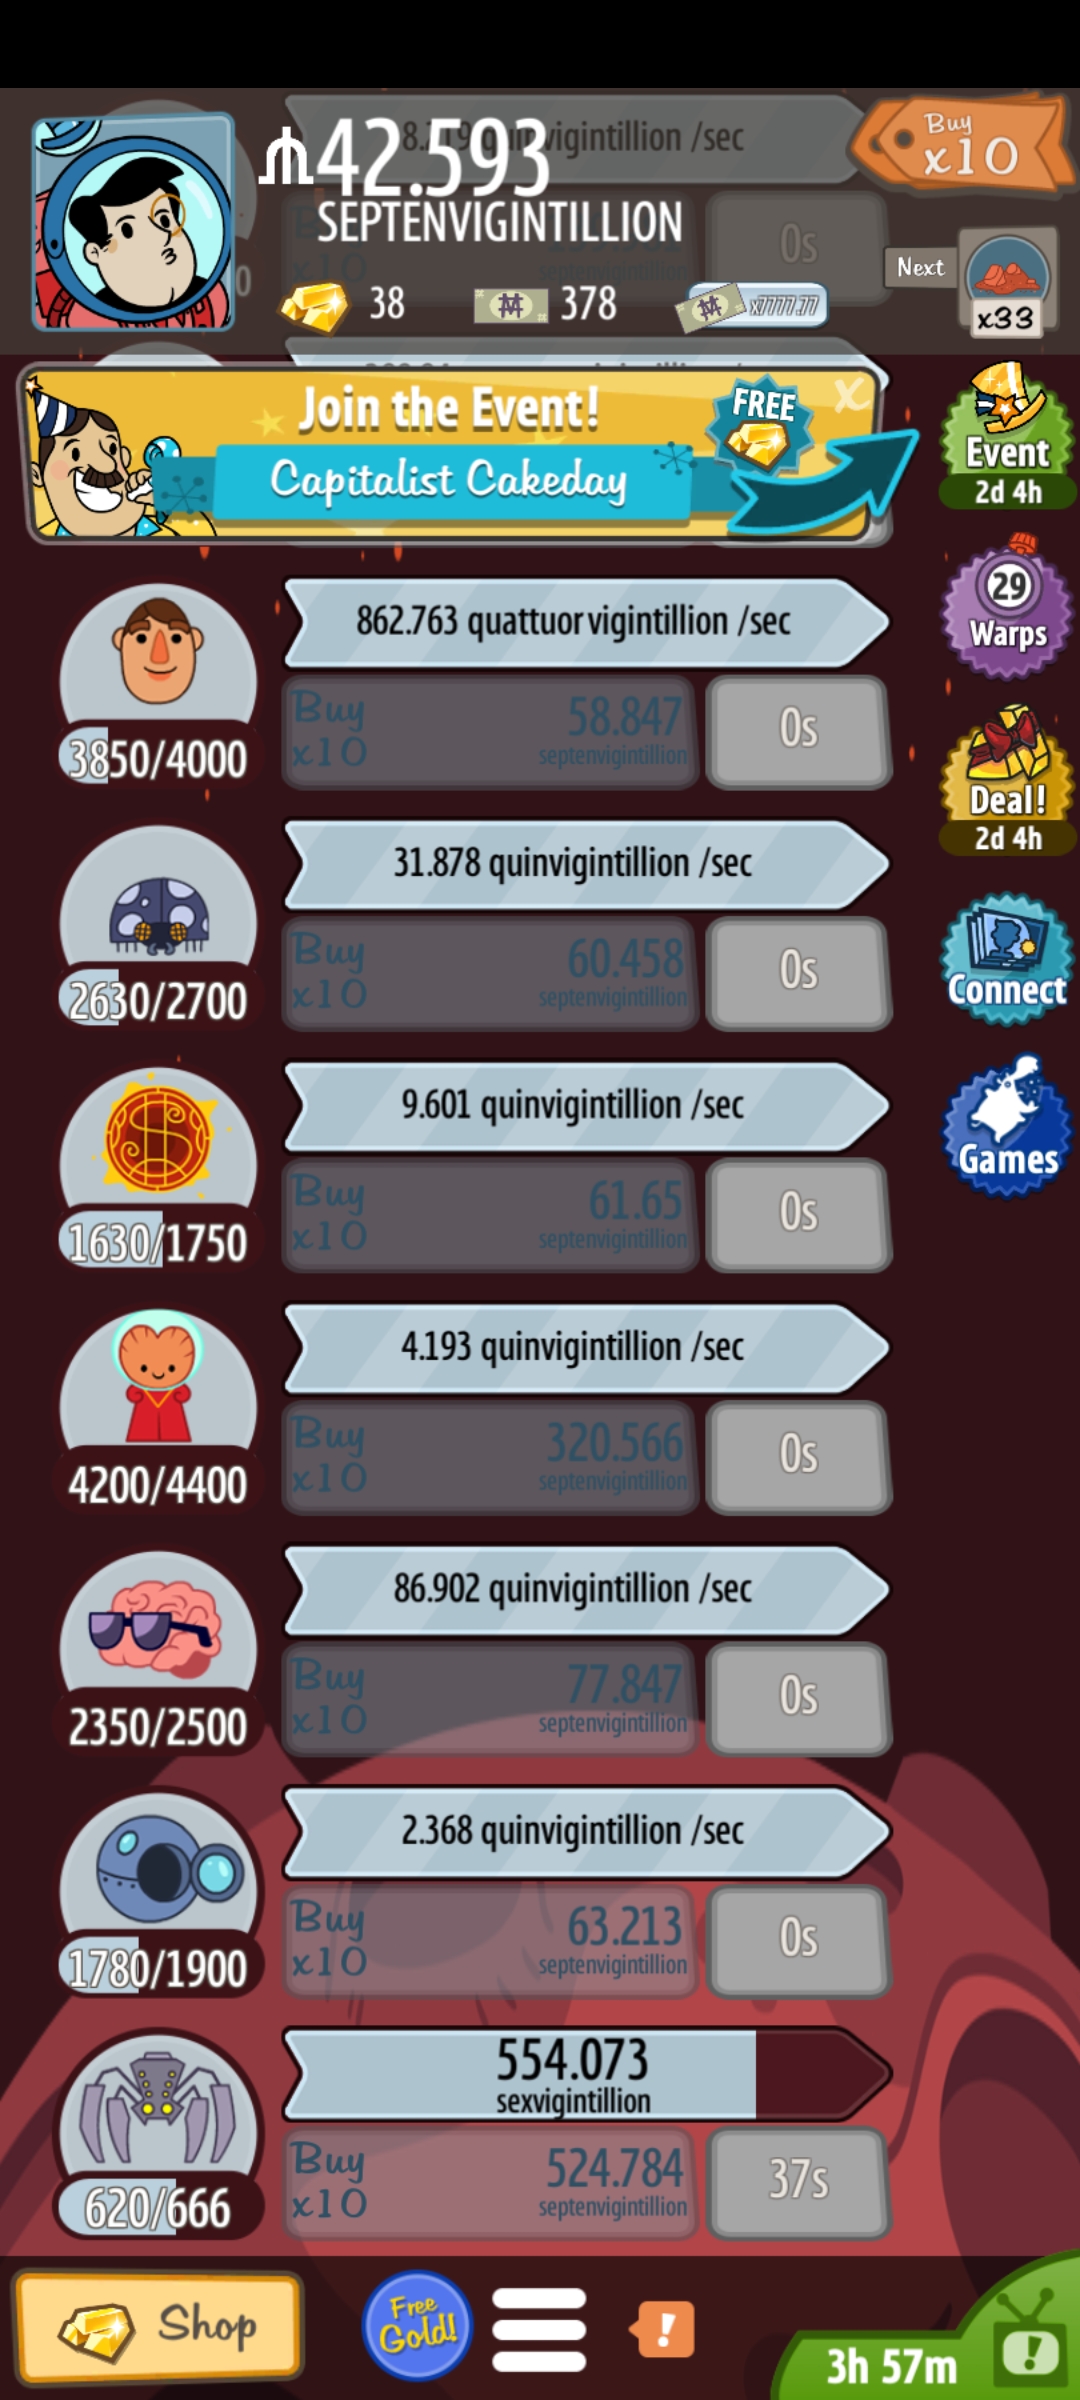 quinvigintillion /sec
₼42.593
SEPTENVIGINTILLION
Buy
x10
0s
septenvigintillion
38
378
x7777.77
Next
x33
Join the Event!
FREE
X
Capitalist Cakeday
Event
2d 4h
862.763 quattuorvigintillion /sec
Buy
x10
58.847
septenvigintillion
0s
3850/4000
29
Warps
Deal!
2d 4h
31.878 quinvigintillion /sec
Buy
x10
60.458
septenvigintillion
0s
2630/2700
Connect
9.601 quinvigintillion /sec
Buy
x10
61.65
septenvigintillion
0s
1630/1750
Games
4.193 quinvigintillion /sec
Buy
x10
320.566
septenvigintillion
0s
4200/4400
86.902 quinvigintillion /sec
Buy
x10
77.847
septenvigintillion
0s
2350/2500
2.368 quinvigintillion /sec
Buy
x10
63.213
septenvigintillion
0s
1780/1900
554.073
sexvigintillion
Buy
x10
524.784
septenvigintillion
37s
620/666
Shop
Free
Gold!
!
3h 57m
!